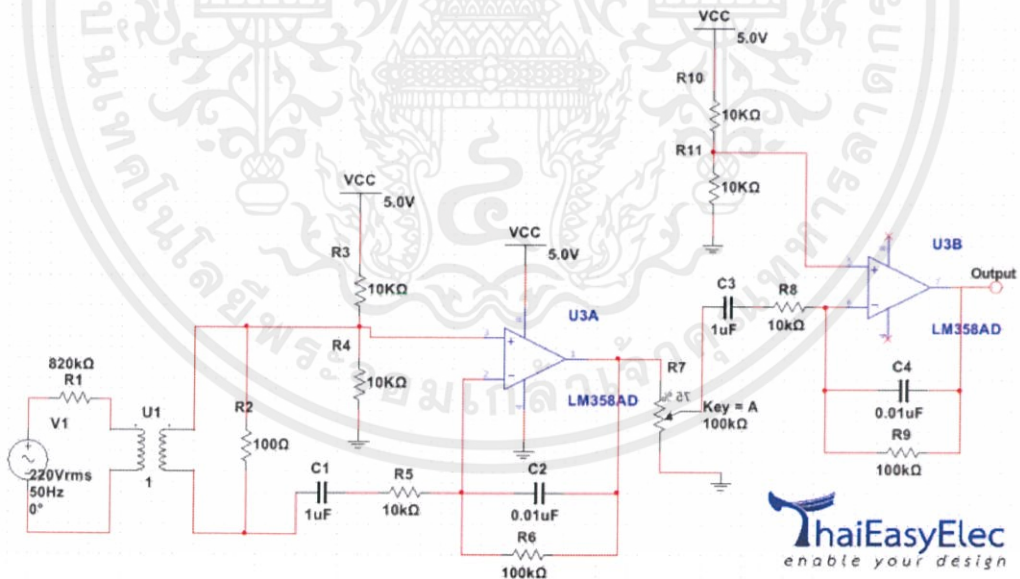 VCC
5.0V
R10
10KΩ
R11
10KΩ
VCC
5.0V
R3
10KΩ
R4
10KΩ
VCC
5.0V
U3A
LM358AD
U3B
LM358AD
Output
C3
1uF
R8
10kΩ
C4
0.01uF
R9
100kΩ
R7
75 %
Key = A
100kΩ
820kΩ
R1
V1
220Vrms
50Hz
0°
U1
1
R2
100Ω
C1
1uF
R5
10kΩ
C2
0.01uF
R6
100kΩ
ThaiEasyElec
enable your design